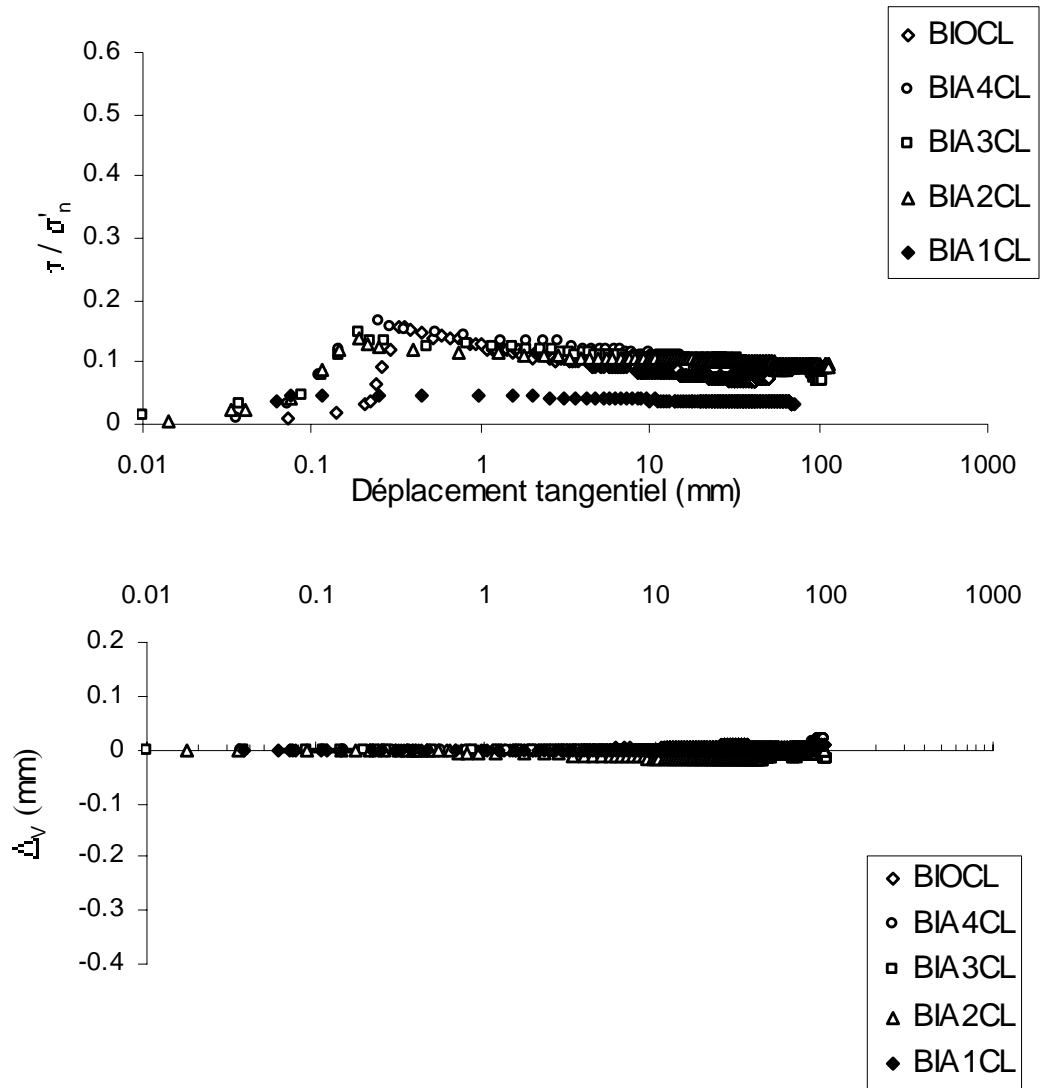 0.6
0.5
0.4
0.3
0.2
0.1
0
τ / σ'n
0.01 0.1 1 10 100 1000
Déplacement tangentiel (mm)
BIOCL
BIA4CL
BIA3CL
BIA2CL
BIA1CL
0.01 0.1 1 10 100 1000
0.2
0.1
0
-0.1
-0.2
-0.3
-0.4
ΔV (mm)
BIOCL
BIA4CL
BIA3CL
BIA2CL
BIA1CL